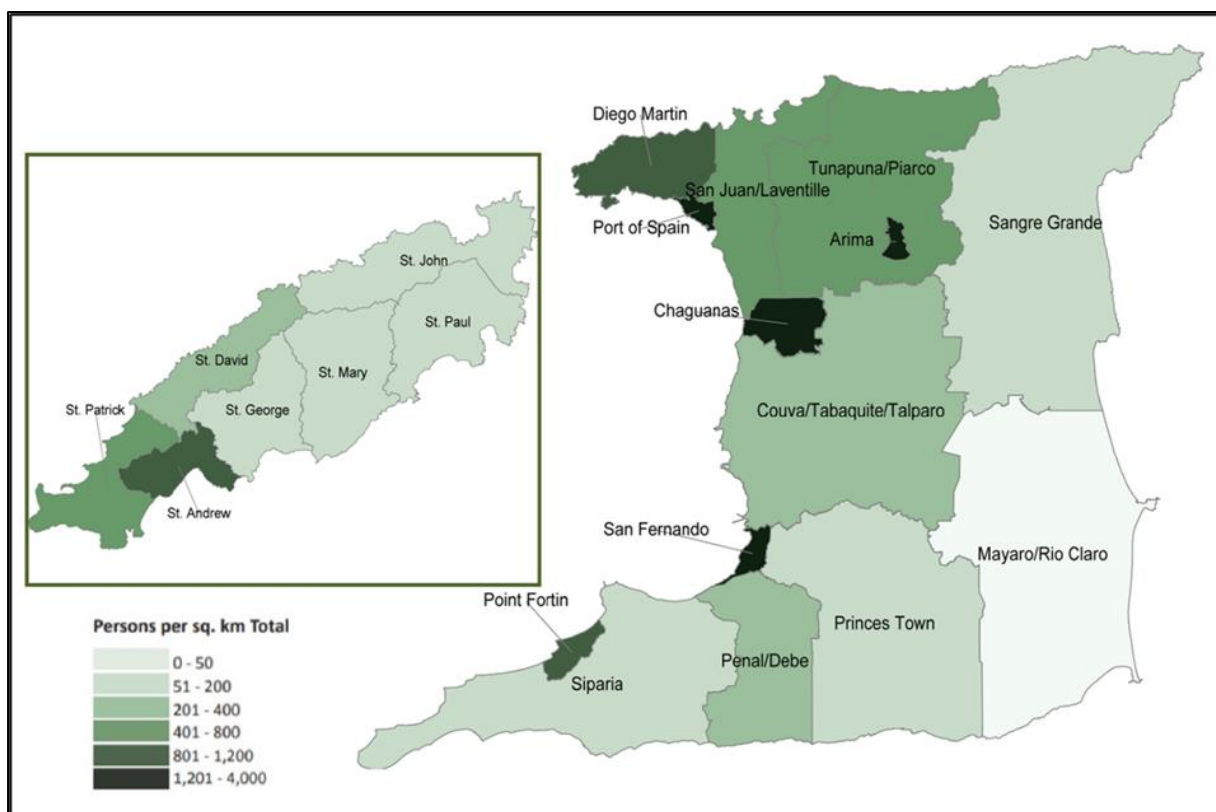 Diego Martin
Tunapuna/Piarco
San Juan/Laventille
Port of Spain
Arima
Sangre Grande
Chaguanas
Couva/Tabaquite/Talparo
San Fernando
Mayaro/Rio Claro
Point Fortin
Princes Town
Penal/Debe
Siparia
St. John
St. Paul
St. David
St. Mary
St. George
St. Patrick
St. Andrew
Persons per sq. km Total
0 - 50
51 - 200
201 - 400
401 - 800
801 - 1,200
1,201 - 4,000